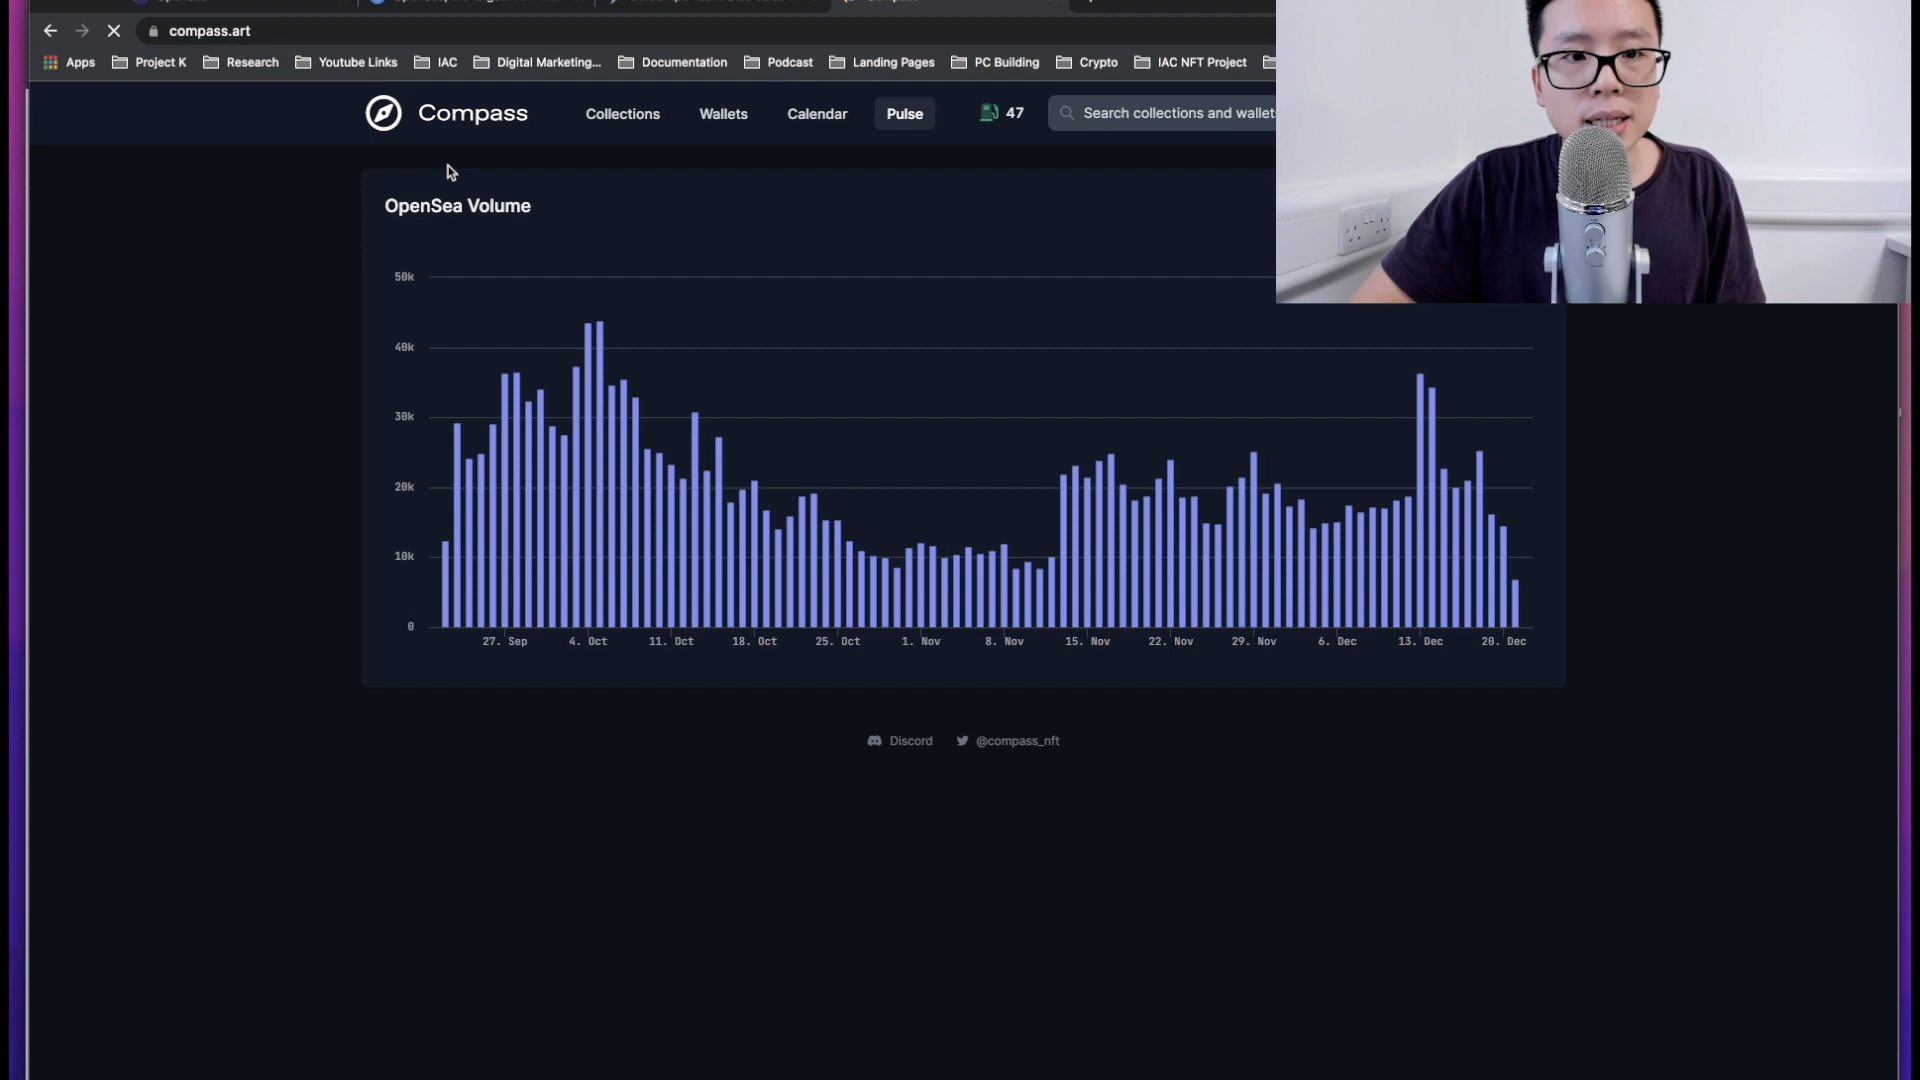 compass.art
Apps Project K Research Youtube Links IAC Digital Marketing... Documentation Podcast Landing Pages PC Building Crypto IAC NFT Project
Compass Collections Wallets Calendar Pulse 47 Search collections and wallets
OpenSea Volume
50k
40k
30k
20k
10k
0
27. Sep 4. Oct 11. Oct 18. Oct 25. Oct 1. Nov 8. Nov 15. Nov 22. Nov 29. Nov 6. Dec 13. Dec 20. Dec
Discord @compass_nft